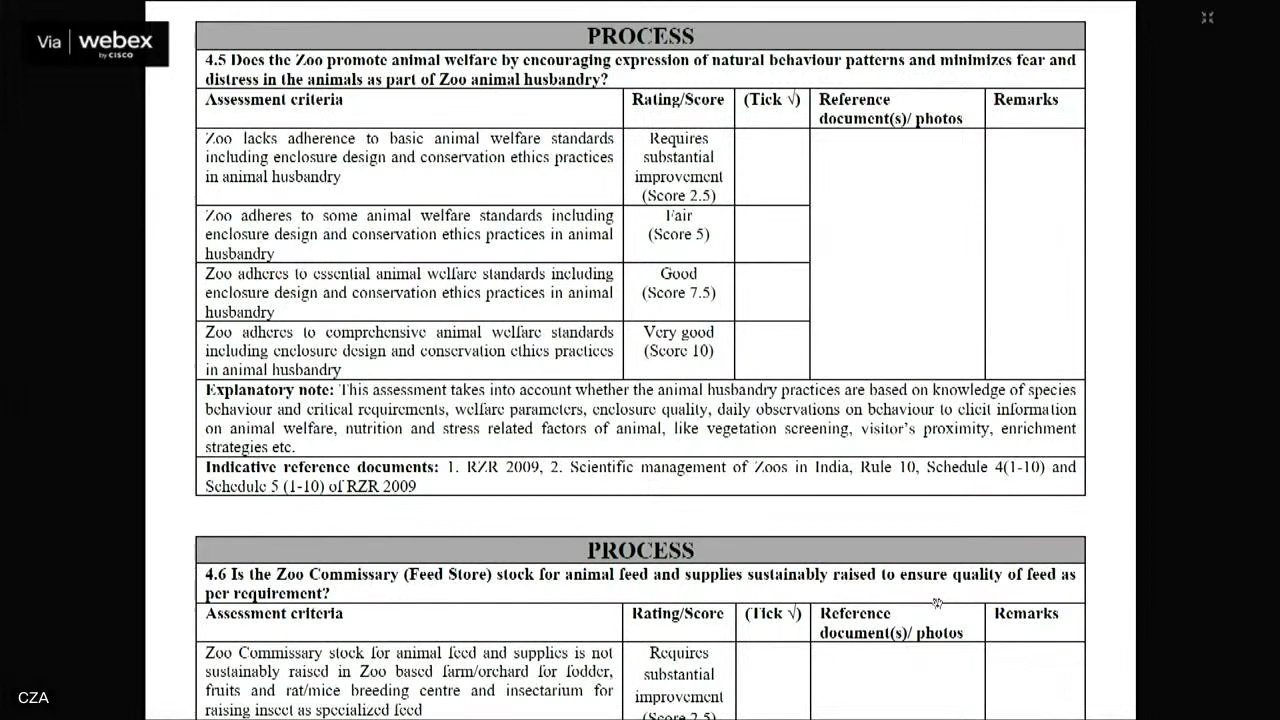 Via | webex
by CISCO
PROCESS
4.5 Does the Zoo promote animal welfare by encouraging expression of natural behaviour patterns and minimizes fear and
distress in the animals as part of Zoo animal husbandry?
Assessment criteria Rating/Score (Tick √) Reference Remarks
document(s)/ photos
Zoo lacks adherence to basic animal welfare standards Requires
including enclosure design and conservation ethics practices substantial
in animal husbandry improvement
(Score 2.5)
Zoo adheres to some animal welfare standards including Fair
enclosure design and conservation ethics practices in animal (Score 5)
husbandry
Zoo adheres to essential animal welfare standards including Good
enclosure design and conservation ethics practices in animal (Score 7.5)
husbandry
Zoo adheres to comprehensive animal welfare standards Very good
including enclosure design and conservation ethics practices (Score 10)
in animal husbandry
Explanatory note: This assessment takes into account whether the animal husbandry practices are based on knowledge of species
behaviour and critical requirements, welfare parameters, enclosure quality, daily observations on behaviour to elicit information
on animal welfare, nutrition and stress related factors of animal, like vegetation screening, visitor's proximity, enrichment
strategies etc.
Indicative reference documents: 1. RZR 2009, 2. Scientific management of Zoos in India, Rule 10, Schedule 4(1-10) and
Schedule 5 (1-10) of RZR 2009
PROCESS
4.6 Is the Zoo Commissary (Feed Store) stock for animal feed and supplies sustainably raised to ensure quality of feed as
per requirement?
Assessment criteria Rating/Score (Tick √) Reference Remarks
document(s)/ photos
Zoo Commissary stock for animal feed and supplies is not Requires
sustainably raised in Zoo based farm/orchard for fodder, substantial
fruits and rat/mice breeding centre and insectarium for improvement
raising insect as specialized feed (Score 2.5)
CZA